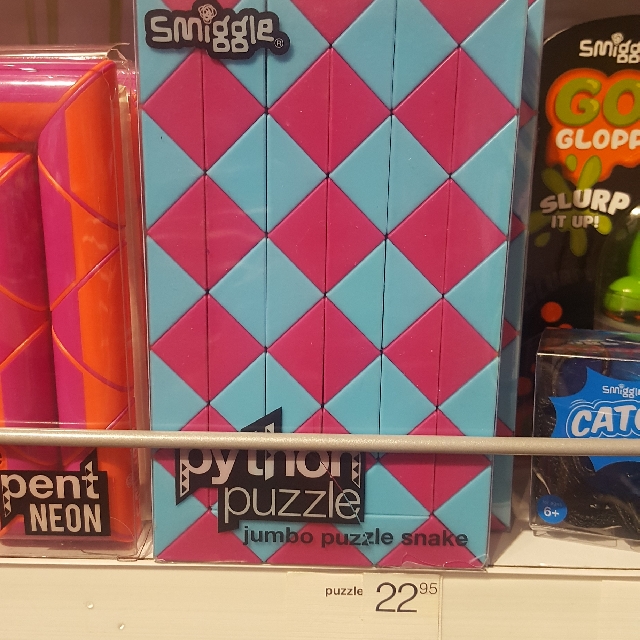 smiggle®
python
puzzle
jumbo puzzle snake
pent
NEON
smigg
GO
GLOPP
SLURP
IT UP!
smiggle
CATC
6+
puzzle 22 95